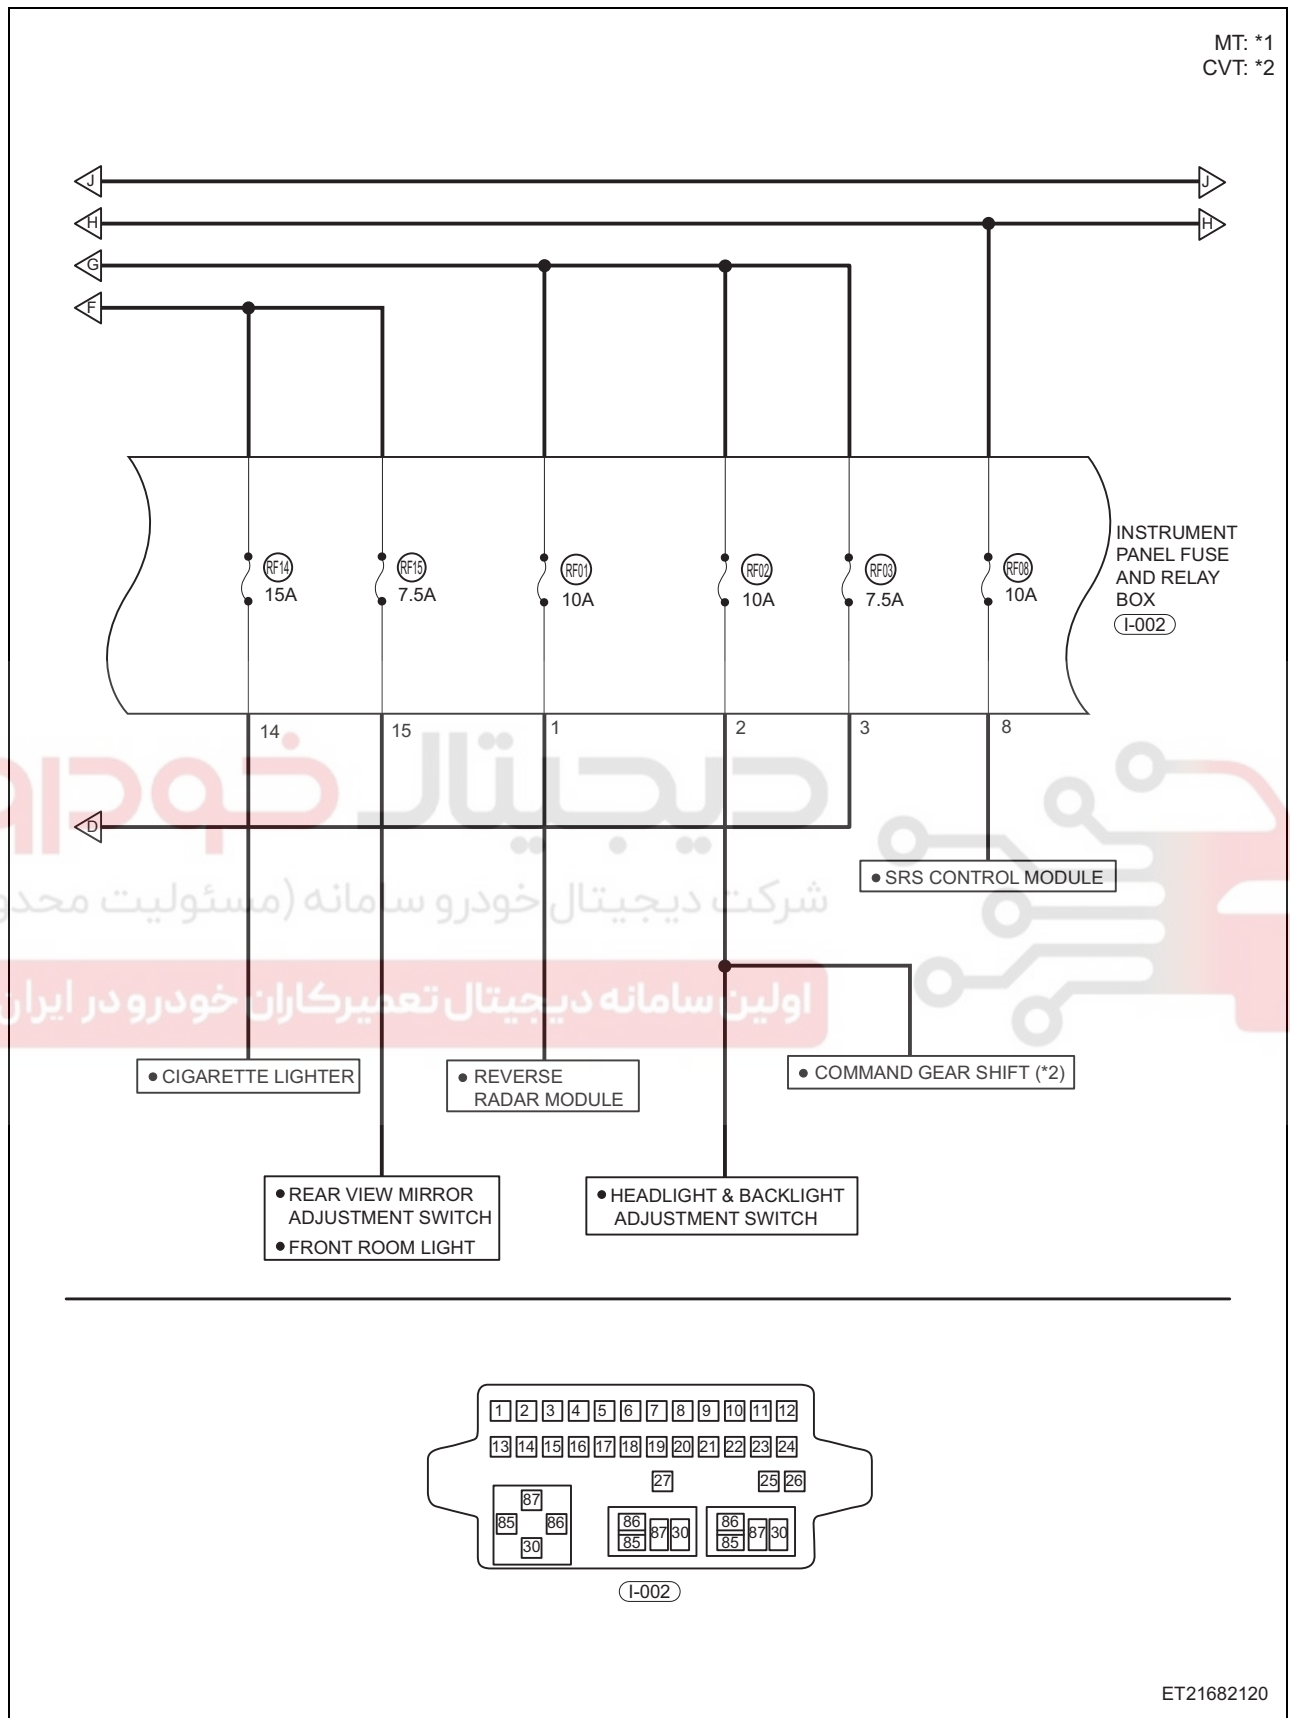 MT: *1
CVT: *2
J J
H H
G
F
RF14
15A
RF15
7.5A
RF01
10A
RF02
10A
RF03
7.5A
RF08
10A
INSTRUMENT
PANEL FUSE
AND RELAY
BOX
I-002
14 15 1 2 3 8
دیجیتال خودرو
D
● SRS CONTROL MODULE
شرکت دیجیتال خودرو سامانه (مسئولیت
اولین سامانه دیجیتال تعمیرکاران خودرو در ایران
● CIGARETTE LIGHTER
● REVERSE
RADAR MODULE
● COMMAND GEAR SHIFT (*2)
● REAR VIEW MIRROR
ADJUSTMENT SWITCH
● FRONT ROOM LIGHT
● HEADLIGHT & BACKLIGHT
ADJUSTMENT SWITCH
1 2 3 4 5 6 7 8 9 10 11 12
13 14 15 16 17 18 19 20 21 22 23 24
27 25 26
87
85 86
30
86
85
87 30
86
85
87 30
I-002
ET21682120